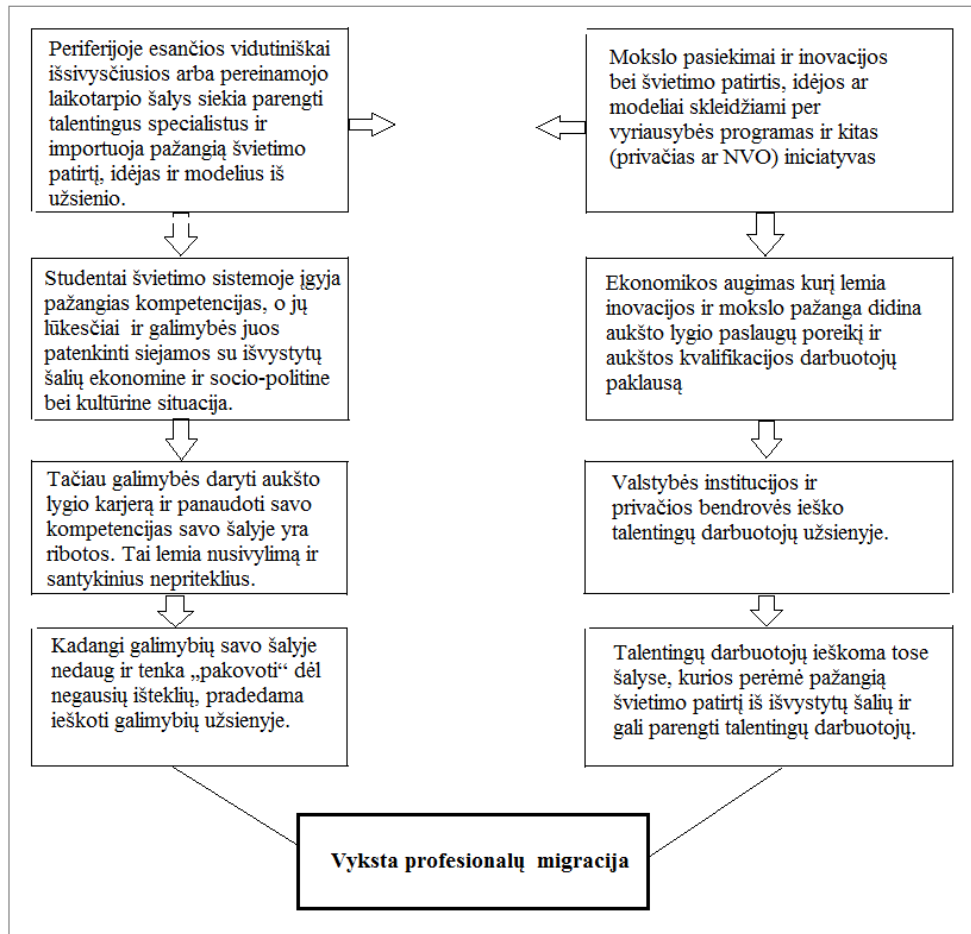 Periferijoje esančios vidutiniškai
išsivysčiusios arba pereinamojo
laikotarpio šalys siekia parengti
talentingus specialistus ir
importuoja pažangią švietimo
patirtį, idėjas ir modelius iš
užsienio.
Mokslo pasiekimai ir inovacijos
bei švietimo patirtis, idėjos ar
modeliai skleidžiami per
vyriausybės programas ir kitas
(privačias ar NVO) iniciatyvas
Studentai švietimo sistemoje įgyja
pažangias kompetencijas, o jų
lūkesčiai ir galimybės juos
patenkinti siejamos su išvystytų
šalių ekonomine ir socio-politine
bei kultūrine situacija.
Ekonomikos augimas kurį lemia
inovacijos ir mokslo pažanga didina
aukšto lygio paslaugų poreikį ir
aukštos kvalifikacijos darbuotojų
paklausą
Tačiau galimybės daryti aukšto
lygio karjerą ir panaudoti savo
kompetencijas savo šalyje yra
ribotos. Tai lemia nusivylimą ir
santykinius nepriteklius.
Valstybės institucijos ir
privačios bendrovės ieško
talentingų darbuotojų užsienyje.
Kadangi galimybių savo šalyje
nedaug ir tenka „pakovoti“ dėl
negausių išteklių, pradedama
ieškoti galimybių užsienyje.
Talentingų darbuotojų ieškoma tose
šalyse, kurios perėmė pažangią
švietimo patirtį iš išvystytų šalių ir
gali parengti talentingų darbuotojų.
Vyksta profesionalų migracija